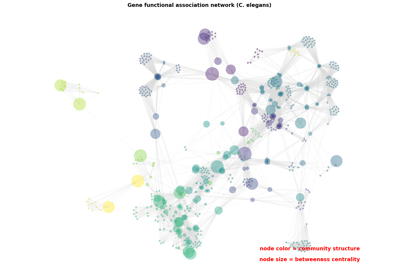 Gene functional association network (C. elegans)
node color = community structure
node size = betweeness centrality